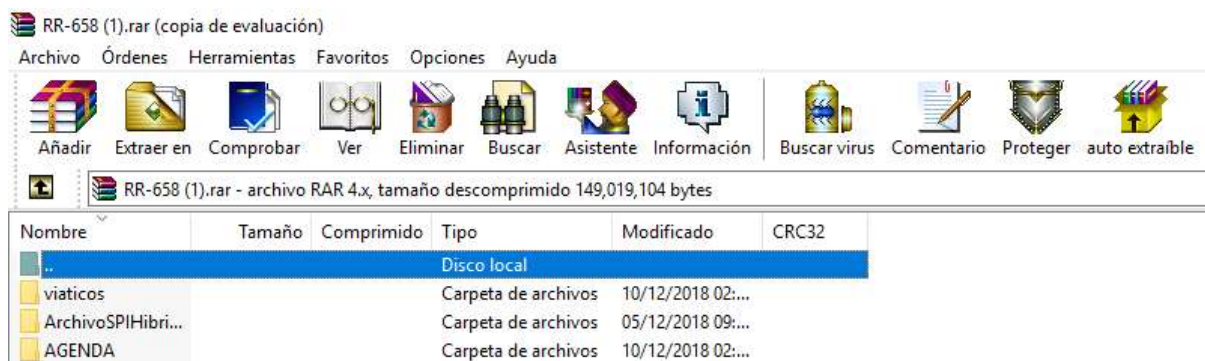 RR-658 (1).rar (copia de evaluación)
Archivo Órdenes Herramientas Favoritos Opciones Ayuda
Añadir Extraer en Comprobar Ver Eliminar Buscar Asistente Información Buscar virus Comentario Proteger auto extraíble
RR-658 (1).rar - archivo RAR 4.x, tamaño descomprimido 149,019,104 bytes
Nombre Tamaño Comprimido Tipo Modificado CRC32
.. Disco local
viaticos Carpeta de archivos 10/12/2018 02:...
ArchivoSPIHibri... Carpeta de archivos 05/12/2018 09:...
AGENDA Carpeta de archivos 10/12/2018 02:...